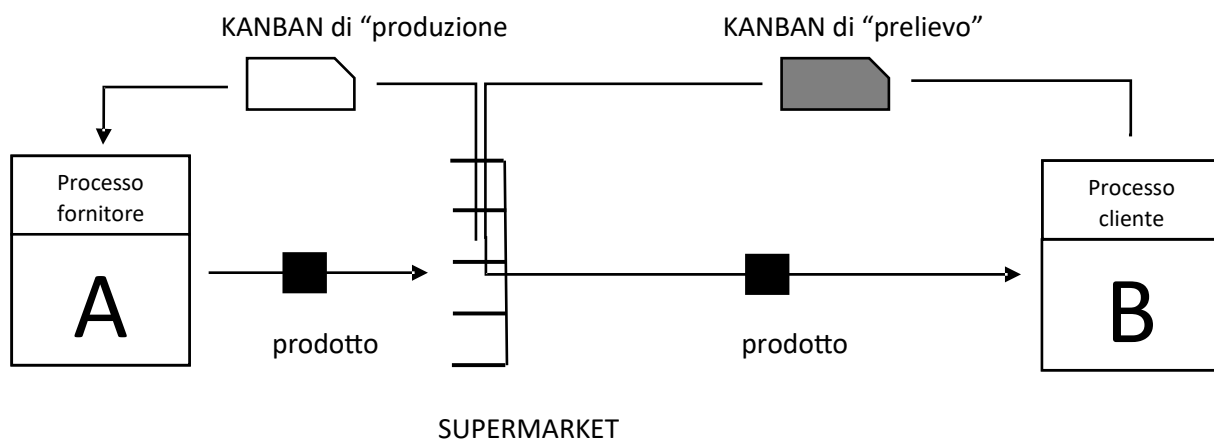 KANBAN di “produzione
KANBAN di “prelievo”
Processo
fornitore
A
prodotto
SUPERMARKET
prodotto
Processo
cliente
B